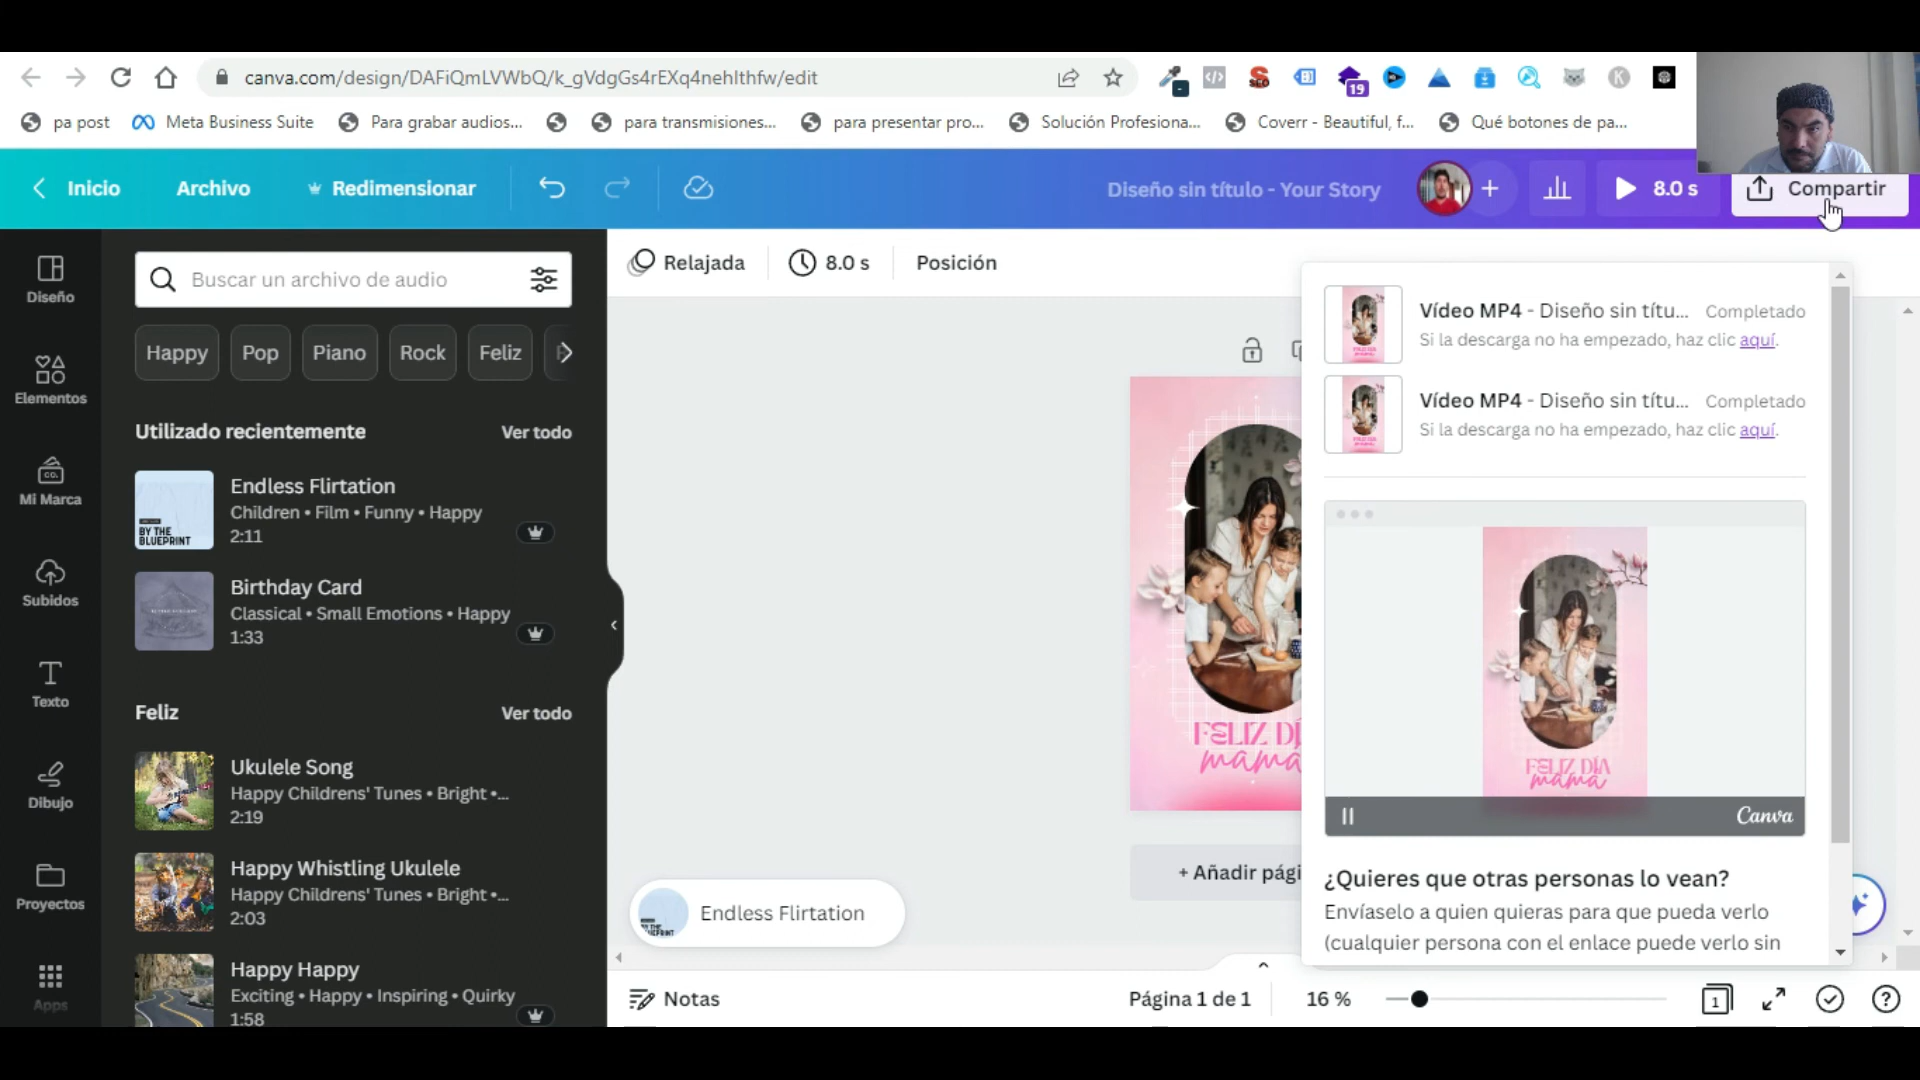 canva.com/design/DAFiQmLVWbQ/k_gVdgGs4rEXq4nehIthfw/edit
19
pa post
Meta Business Suite
Para grabar audios...
para transmisiones...
para presentar pro...
Solución Profesiona...
Coverr - Beautiful, f...
Qué botones de pa...
Inicio
Archivo
Redimensionar
Diseño sin título - Your Story
8.0 s
Compartir
Diseño
Elementos
Mi Marca
Subidos
Texto
Dibujo
Proyectos
Apps
Buscar un archivo de audio
Happy
Pop
Piano
Rock
Feliz
Utilizado recientemente
Ver todo
BY THE
BLUEPRINT
Endless Flirtation
Children • Film • Funny • Happy
2:11
Birthday Card
Classical • Small Emotions • Happy
1:33
Feliz
Ver todo
Ukulele Song
Happy Childrens' Tunes • Bright •...
2:19
Happy Whistling Ukulele
Happy Childrens' Tunes • Bright •...
2:03
Happy Happy
Exciting • Happy • Inspiring • Quirky
1:58
Relajada
8.0 s
Posición
FELIZ DÍ
mamá
+ Añadir pági
Endless Flirtation
Vídeo MP4 - Diseño sin títu...
Completado
Si la descarga no ha empezado, haz clic aquí.
Vídeo MP4 - Diseño sin títu...
Completado
Si la descarga no ha empezado, haz clic aquí.
FELIZ DÍA
mamá
Canva
¿Quieres que otras personas lo vean?
Envíaselo a quien quieras para que pueda verlo
(cualquier persona con el enlace puede verlo sin
Notas
Página 1 de 1
16 %
1